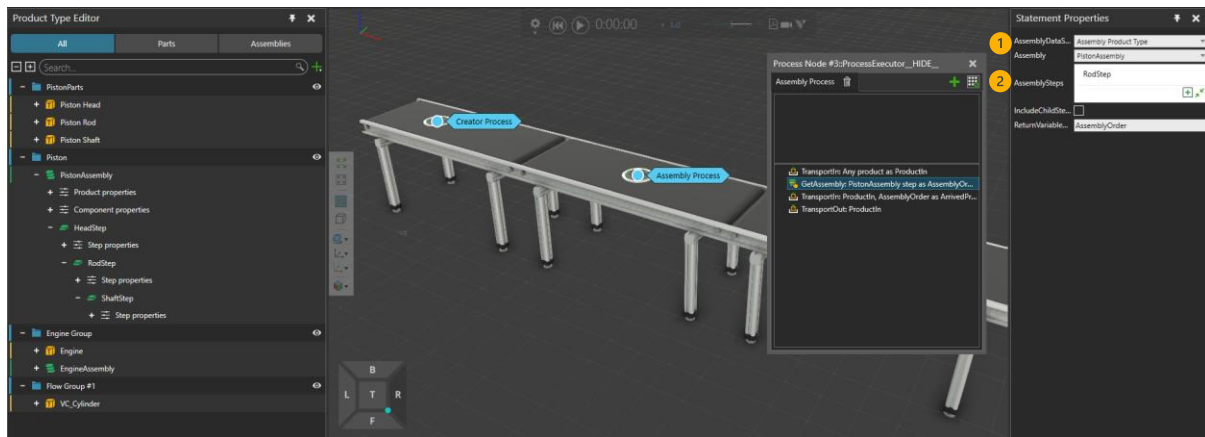 Product Type Editor
All Parts Assemblies
Search...
PistonParts
Piston Head
Piston Rod
Piston Shaft
Piston
PistonAssembly
Product properties
Component properties
HeadStep
Step properties
RodStep
Step properties
ShaftStep
Step properties
Engine Group
Engine
EngineAssembly
Flow Group #1
VC_Cylinder
0:00:00
1.0
Creator Process
Assembly Process
B
L T R
F
Process Node #3::ProcessExecutor__HIDE__
Assembly Process
TransportIn: Any product as ProductIn
GetAssembly: PistonAssembly step as AssemblyOr...
TransportIn: ProductIn, AssemblyOrder as ArrivedPr...
TransportOut: ProductIn
Statement Properties
1
AssemblyDataS... Assembly Product Type
Assembly PistonAssembly
2
RodStep
AssemblySteps
IncludeChildSte...
ReturnVariable... AssemblyOrder